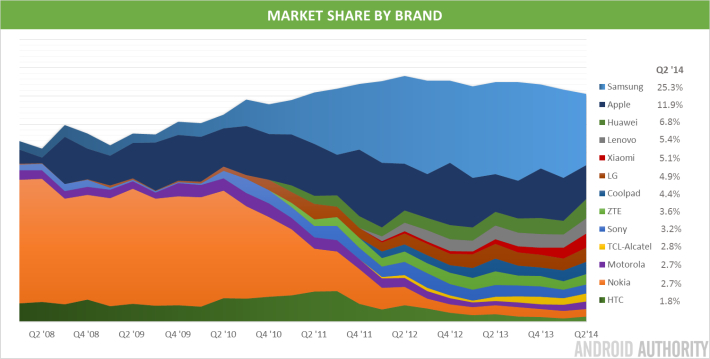 MARKET SHARE BY BRAND
Q2 '14
Samsung 25.3%
Apple 11.9%
Huawei 6.8%
Lenovo 5.4%
Xiaomi 5.1%
LG 4.9%
Coolpad 4.4%
ZTE 3.6%
Sony 3.2%
TCL-Alcatel 2.8%
Motorola 2.7%
Nokia 2.7%
HTC 1.8%
Q2 '08 Q4 '08 Q2 '09 Q4 '09 Q2 '10 Q4 '10 Q2 '11 Q4 '11 Q2 '12 Q4 '12 Q2 '13 Q4 '13 Q2'14
ANDROID AUTHORITY